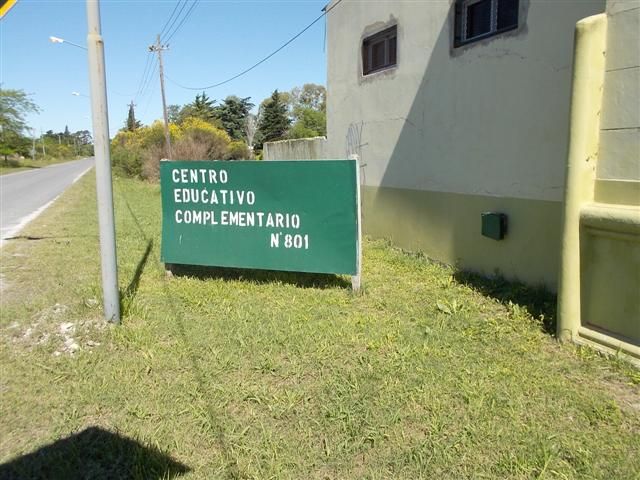 CENTRO
EDUCATIVO
COMPLEMENTARIO
N°801